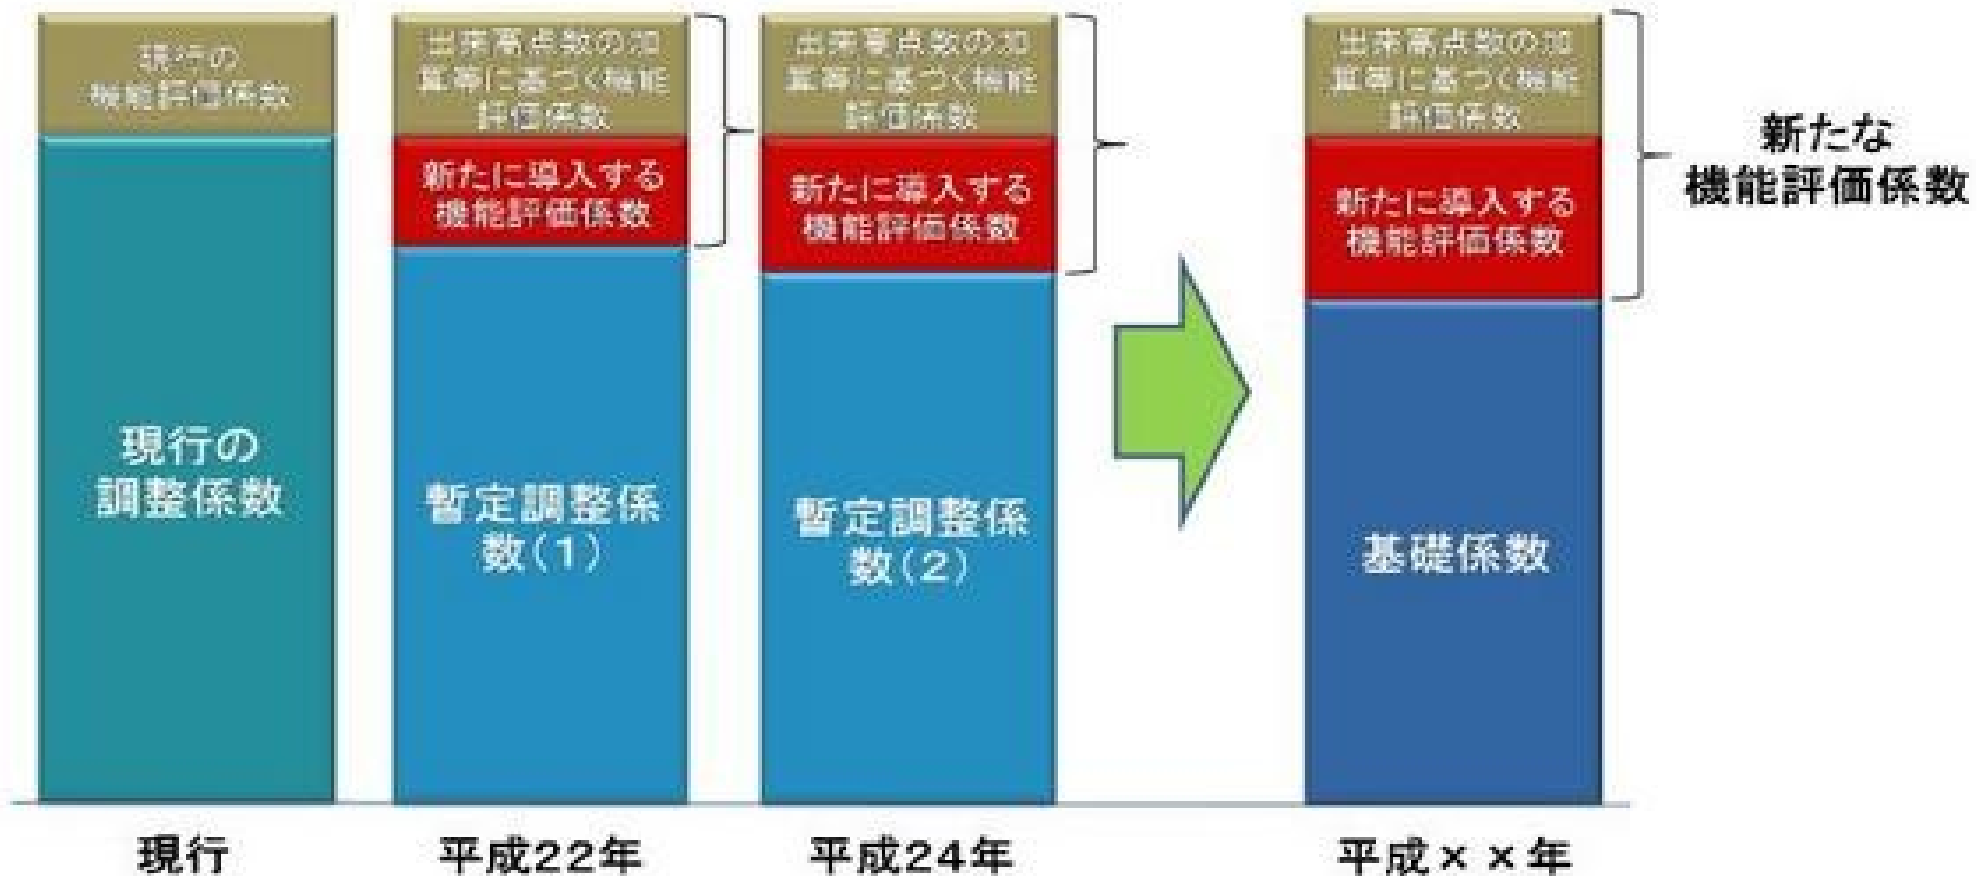 現行の
機能評価係数
現行の
調整係数
現行
出来高点数の加
算等に基づく機能
評価係数
新たに導入する
機能評価係数
暫定調整係
数(1)
平成22年
出来高点数の加
算等に基づく機能
評価係数
新たに導入する
機能評価係数
暫定調整係
数(2)
平成24年
出来高点数の加
算等に基づく機能
評価係数
新たに導入する
機能評価係数
基礎係数
平成××年
新たな
機能評価係数